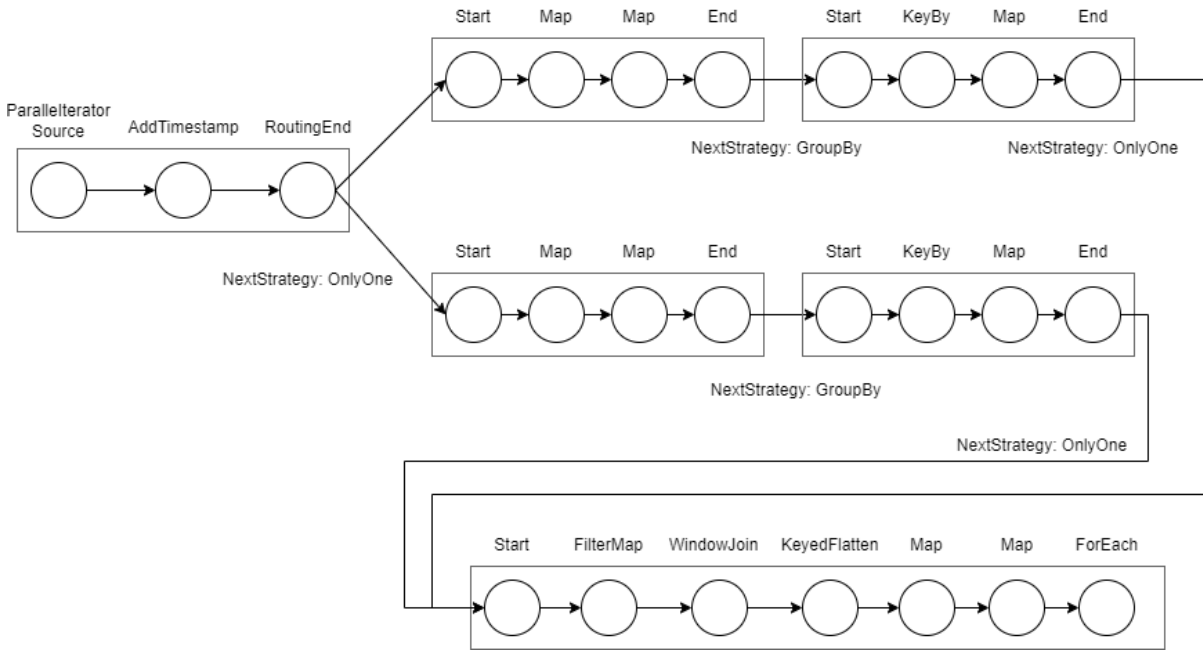 Start Map Map End Start KeyBy Map End
ParalleIterator
Source
AddTimestamp RoutingEnd
NextStrategy: GroupBy NextStrategy: OnlyOne
Start Map Map End Start KeyBy Map End
NextStrategy: OnlyOne
NextStrategy: GroupBy
NextStrategy: OnlyOne
Start FilterMap WindowJoin KeyedFlatten Map Map ForEach